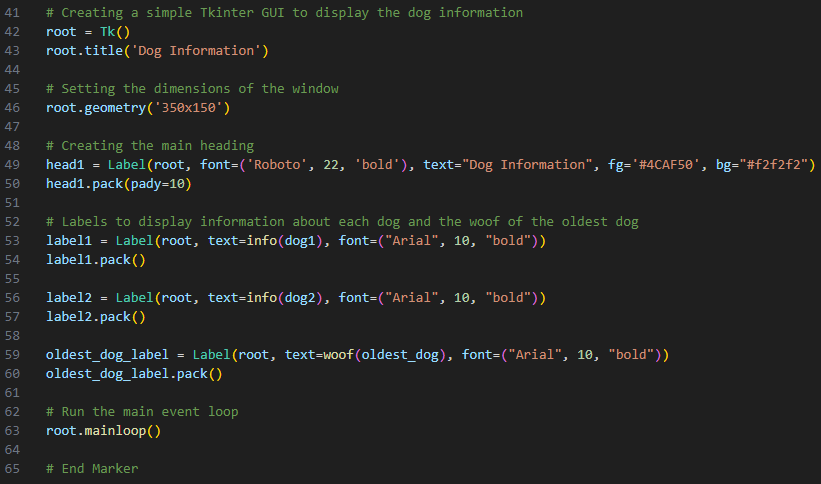 41 # Creating a simple Tkinter GUI to display the dog information
42 root = Tk()
43 root.title('Dog Information')
44
45 # Setting the dimensions of the window
46 root.geometry('350x150')
47
48 # Creating the main heading
49 head1 = Label(root, font=('Roboto', 22, 'bold'), text="Dog Information", fg='#4CAF50', bg="#f2f2f2")
50 head1.pack(pady=10)
51
52 # Labels to display information about each dog and the woof of the oldest dog
53 label1 = Label(root, text=info(dog1), font=("Arial", 10, "bold"))
54 label1.pack()
55
56 label2 = Label(root, text=info(dog2), font=("Arial", 10, "bold"))
57 label2.pack()
58
59 oldest_dog_label = Label(root, text=woof(oldest_dog), font=("Arial", 10, "bold"))
60 oldest_dog_label.pack()
61
62 # Run the main event loop
63 root.mainloop()
64
65 # End Marker